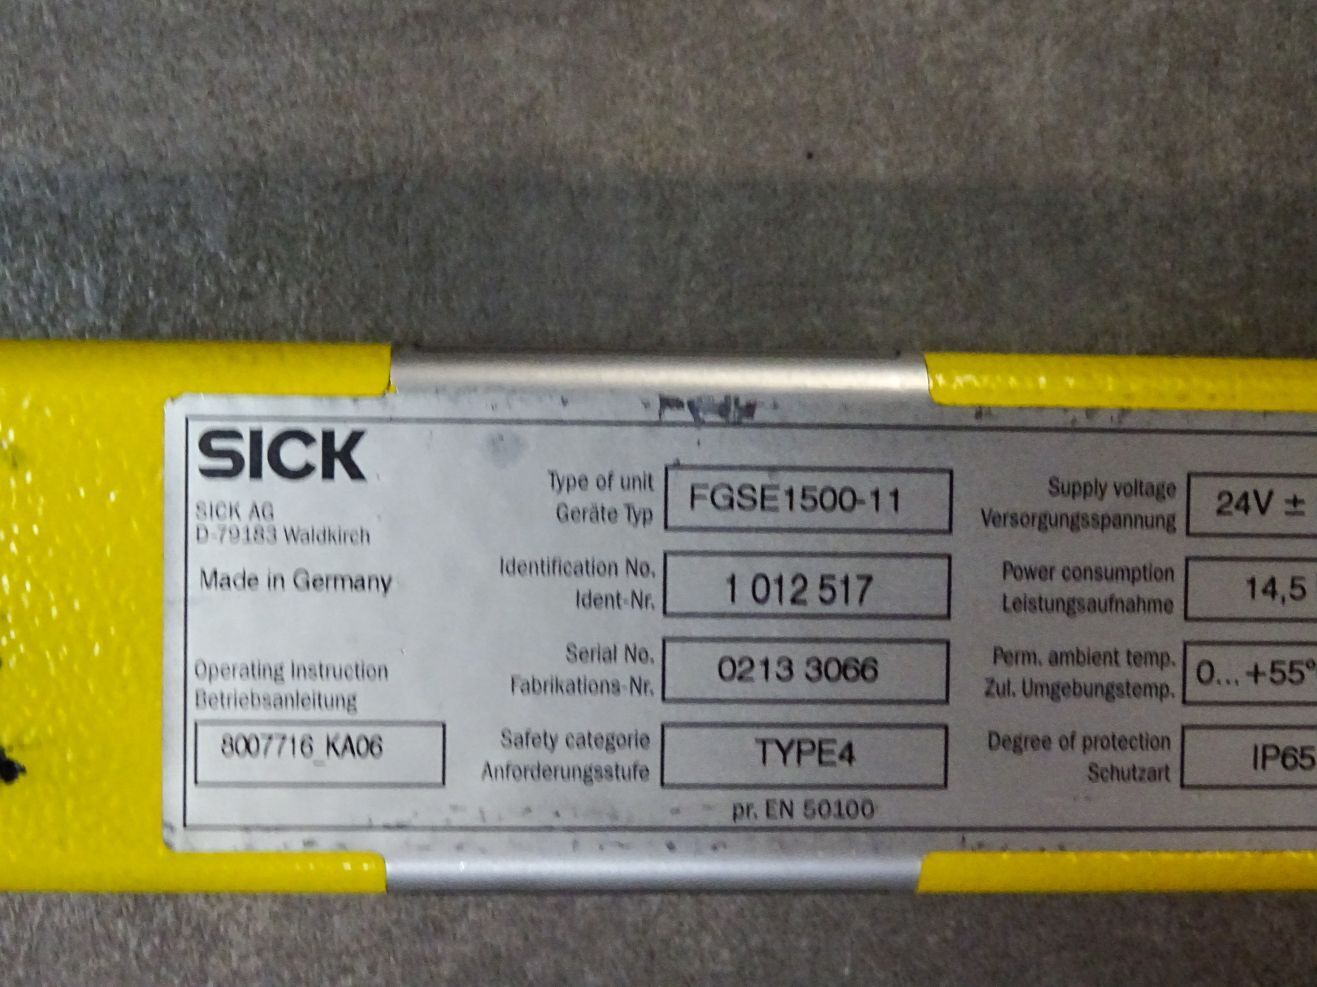 SICK
SICK AG
D-79183 Waldkirch
Made in Germany
Operating Instruction
Betriebsanleitung
8007716_KA06
Type of unit
Geräte Typ
FGSE1500-11
Identification No.
Ident-Nr.
1 012 517
Serial No.
Fabrikations-Nr.
0213 3066
Safety categorie
Anforderungsstufe
TYPE4
pr. EN 50100
Supply voltage
Versorgungsspannung
24V ±
Power consumption
Leistungsaufnahme
14,5
Perm. ambient temp.
Zul. Umgebungstemp.
0...+55°
Degree of protection
Schutzart
IP65